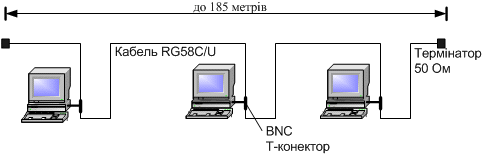 до 185 метрів
Кабель RG58C/U
Термінатор
50 Ом
BNC
Т-конектор